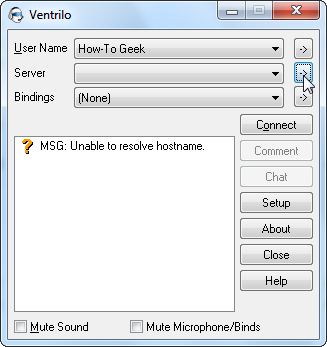 Ventrilo
User Name How-To Geek ->
Server ->
Bindings (None) ->
MSG: Unable to resolve hostname.
Connect
Comment
Chat
Setup
About
Close
Help
Mute Sound Mute Microphone/Binds